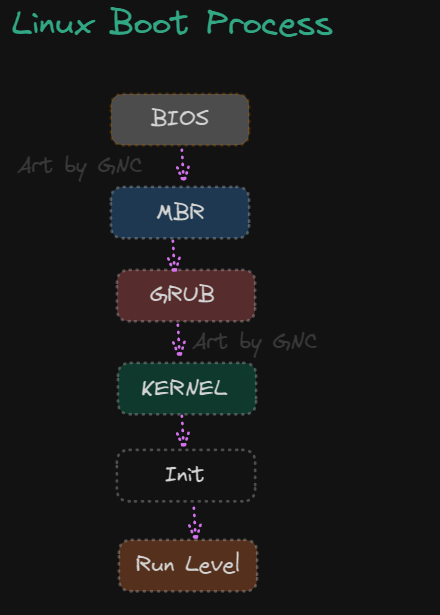 Linux Boot Process
BIOS
Art by GNC
MBR
GRUB
Art by GNC
KERNEL
Init
Run Level